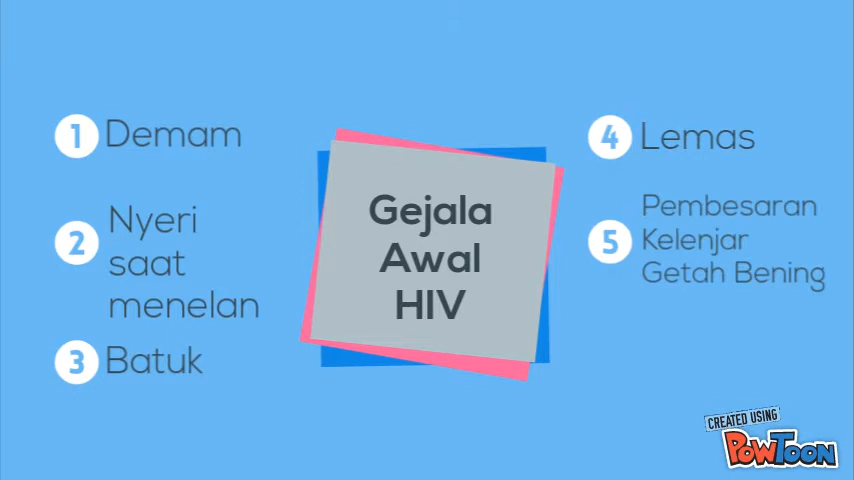 Gejala
Awal
HIV
1 Demam
2 Nyeri
saat
menelan
3 Batuk
4 Lemas
5 Pembesaran
Kelenjar
Getah Bening
CREATED USING
POWTOON